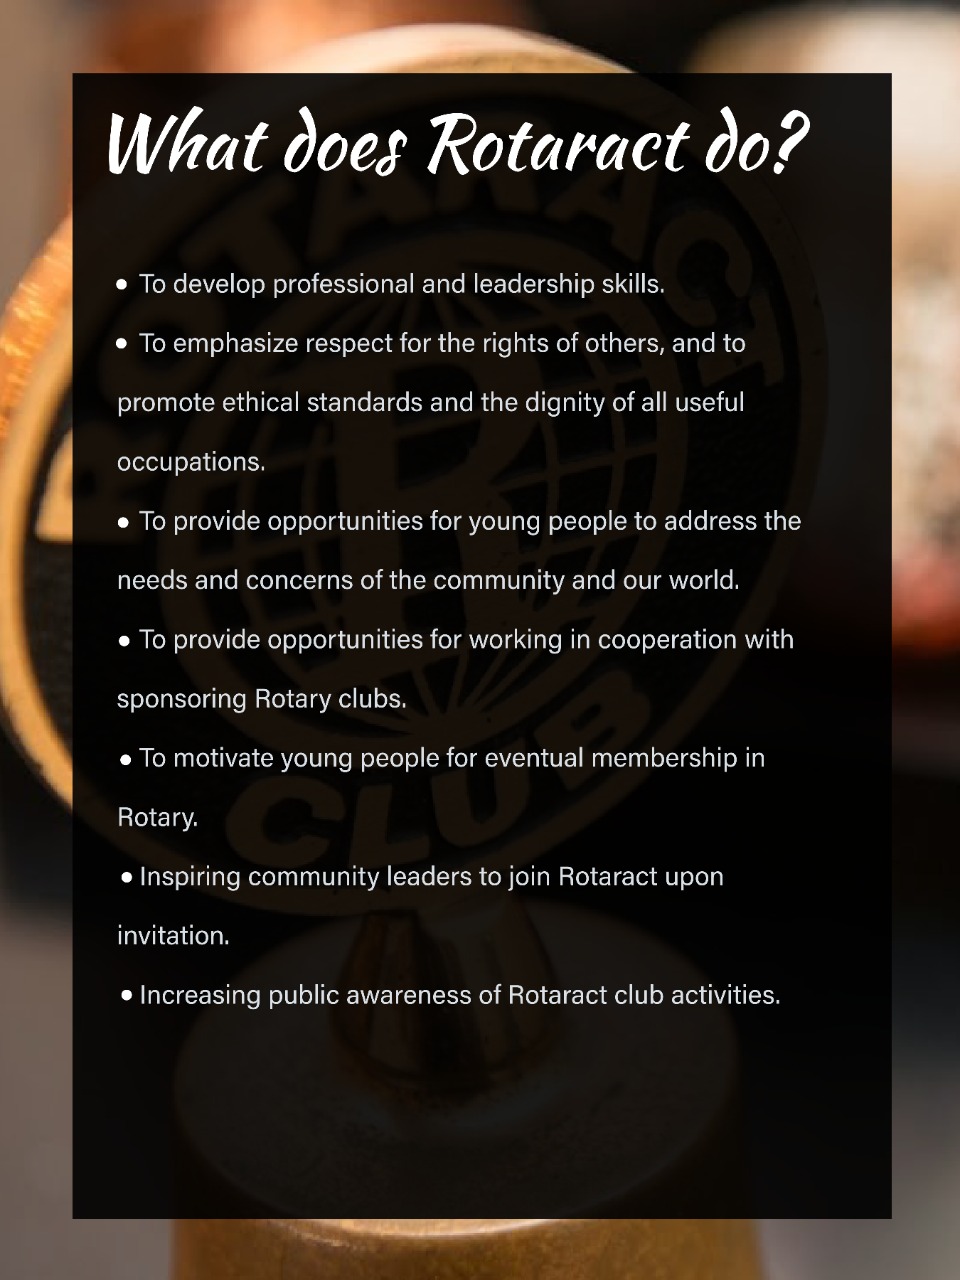 What does Rotaract do?
• To develop professional and leadership skills.
• To emphasize respect for the rights of others, and to
promote ethical standards and the dignity of all useful
occupations.
• To provide opportunities for young people to address the
needs and concerns of the community and our world.
• To provide opportunities for working in cooperation with
sponsoring Rotary clubs.
• To motivate young people for eventual membership in
Rotary.
• Inspiring community leaders to join Rotaract upon
invitation.
• Increasing public awareness of Rotaract club activities.
ROTARACT
R
CLUB